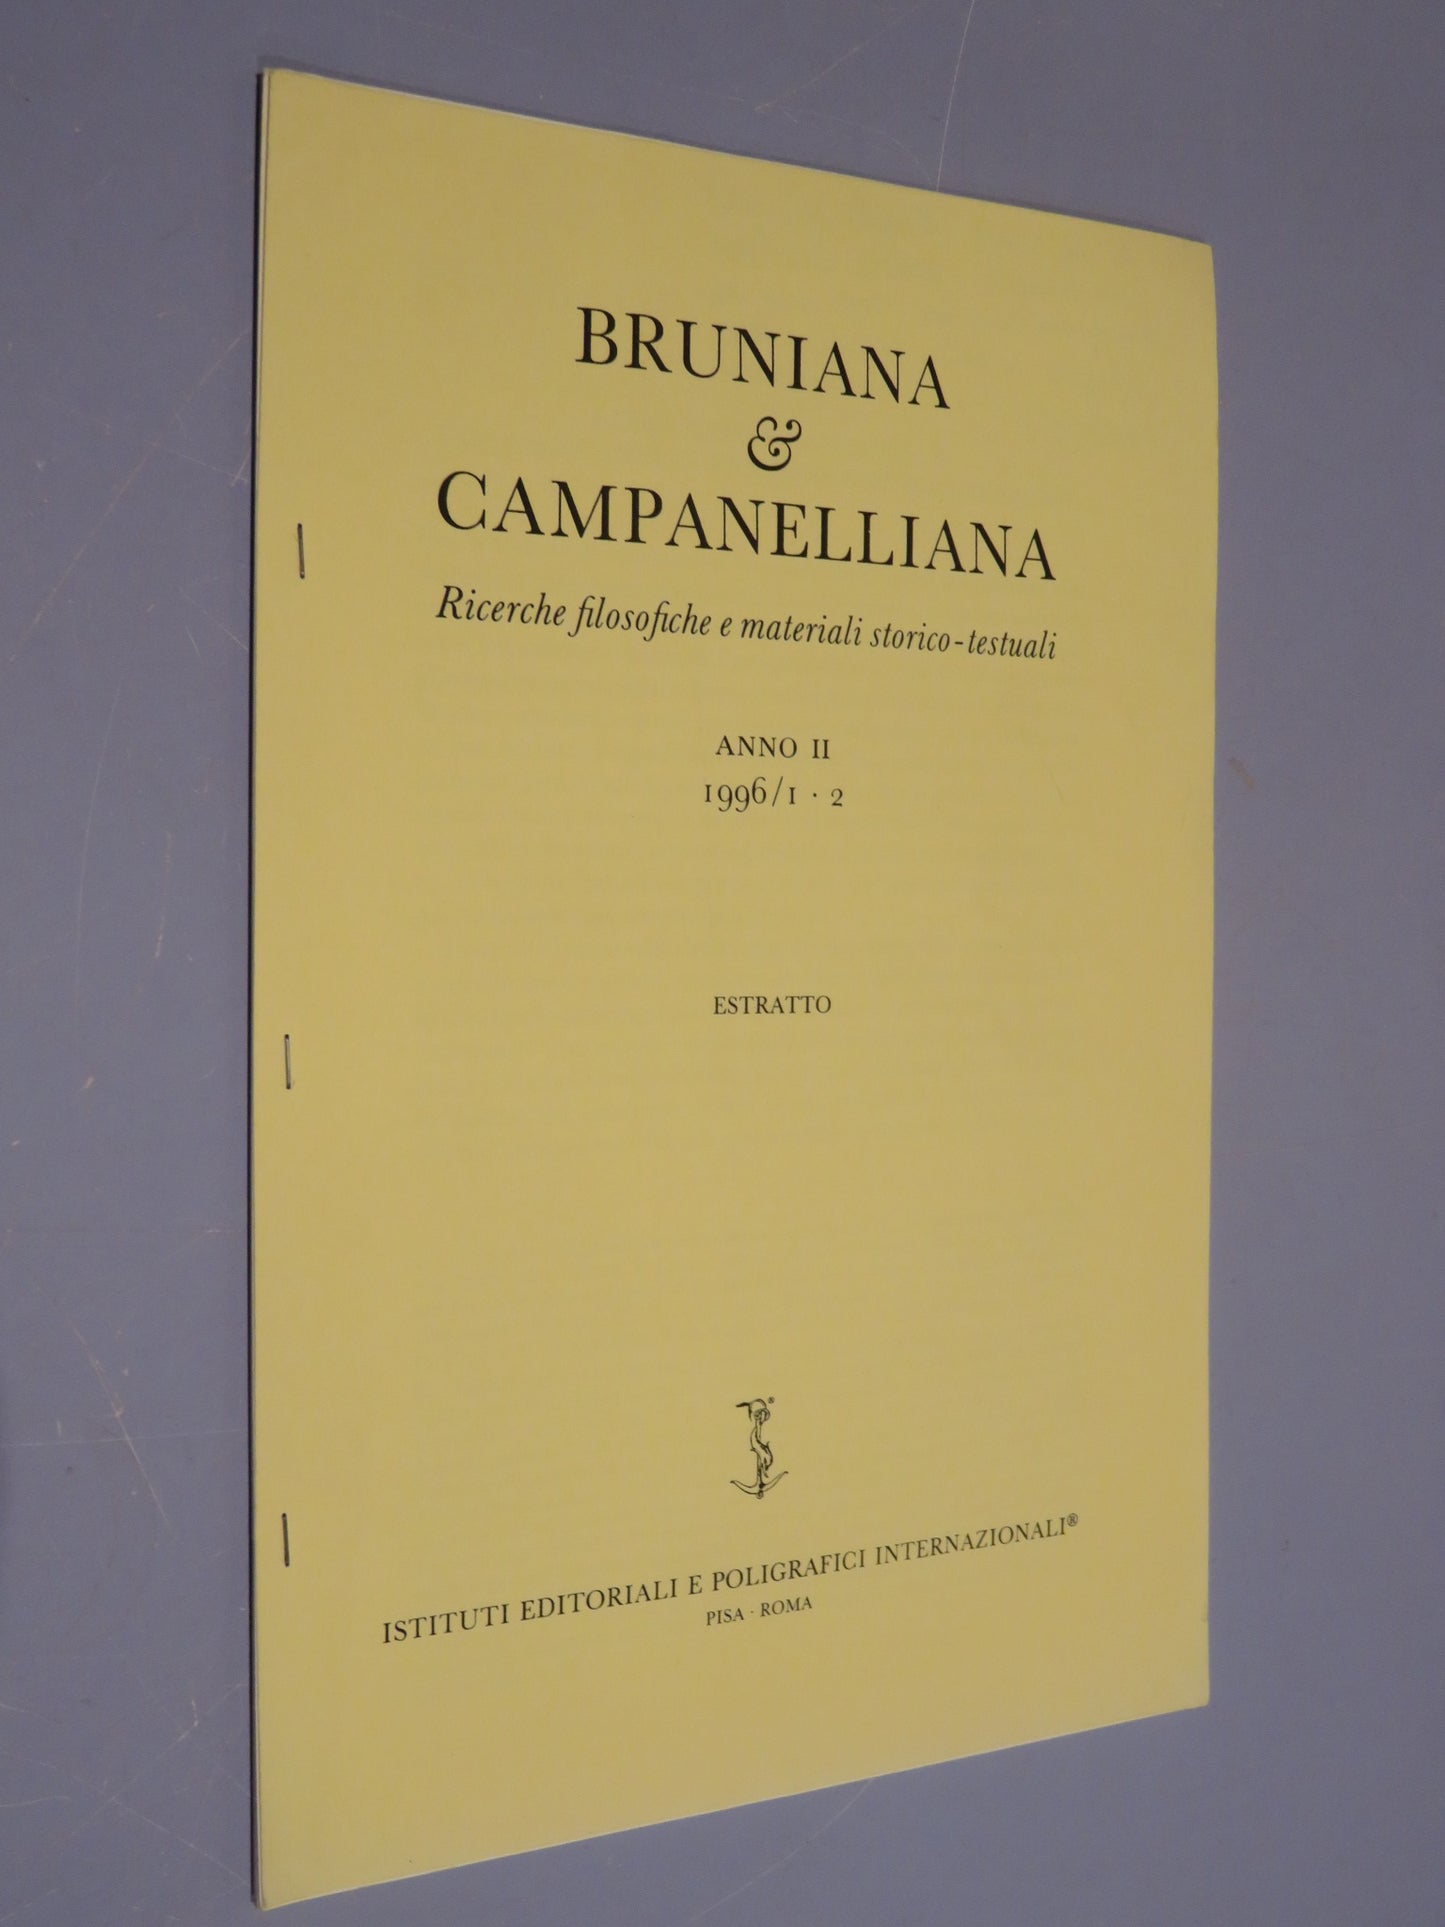 BRUNIANA
&
CAMPANELLIANA
Ricerche filosofiche e materiali storico-testuali
ANNO II
1996/1 · 2
ESTRATTO
®
ISTITUTI EDITORIALI E POLIGRAFICI INTERNAZIONALI®
PISA · ROMA